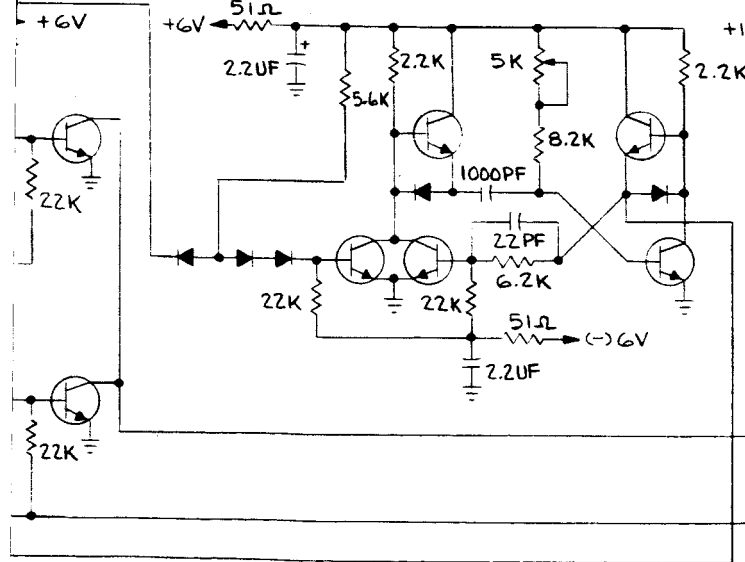 51Ω
+6V
+6V
+
2.2UF
2.2K
5K
2.2K
5.6K
8.2K
1000PF
22K
22PF
6.2K
22K
22K
51Ω
(-)6V
2.2UF
22K